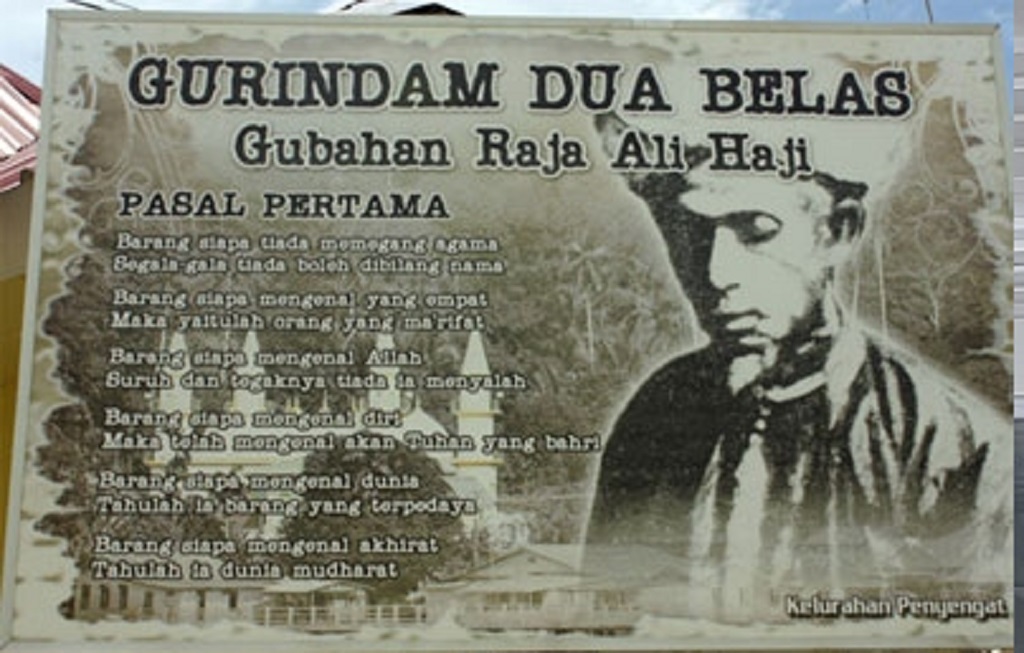 GURINDAM DUA BELAS
Gubahan Raja Ali Haji
PASAL PERTAMA
Barang siapa tiada memegang agama
Segala-gala tiada boleh dibilang nama
Barang siapa mengenal yang empat
Maka yaitulah orang yang ma'rifat
Barang siapa mengenal Allah
Suruh dan tegaknya tiada ia menyalah
Barang siapa mengenal diri
Maka telah mengenal akan Tuhan yang bahri
Barang siapa mengenal dunia
Tahulah ia barang yang terpedaya
Barang siapa mengenal akhirat
Tahulah ia dunia mudharat
Kelurahan Penyengat